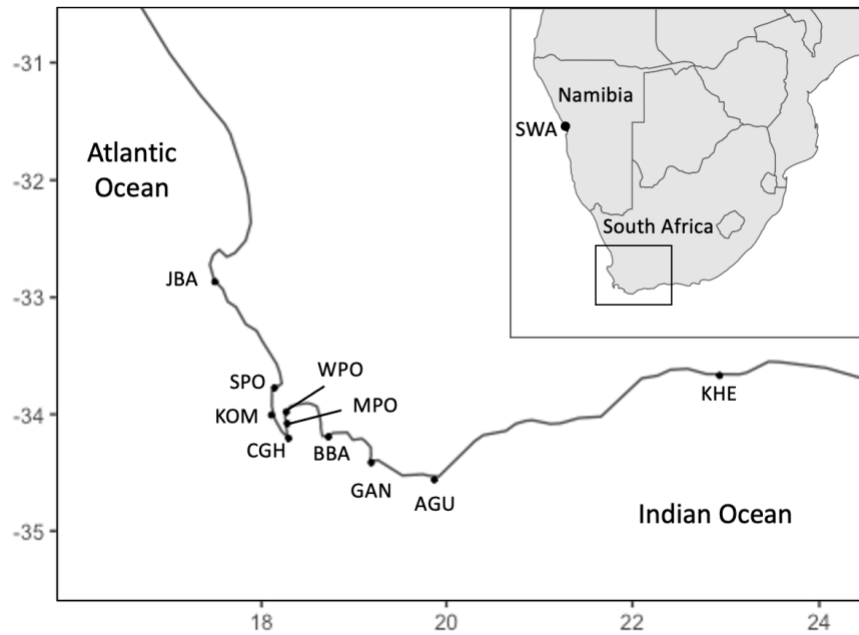 -31
-32
-33
-34
-35
18
20
22
24
Atlantic
Ocean
Indian Ocean
JBA
SPO
WPO
KOM
MPO
CGH
BBA
GAN
AGU
KHE
Namibia
SWA
South Africa